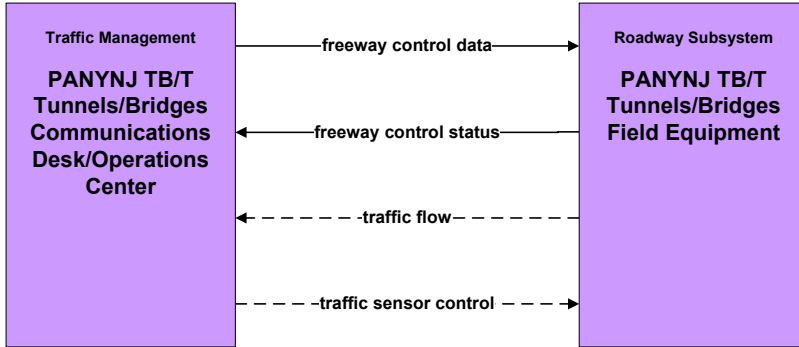 Traffic Management
PANYNJ TB/T
Tunnels/Bridges
Communications
Desk/Operations
Center
freeway control data
freeway control status
traffic flow
traffic sensor control
Roadway Subsystem
PANYNJ TB/T
Tunnels/Bridges
Field Equipment